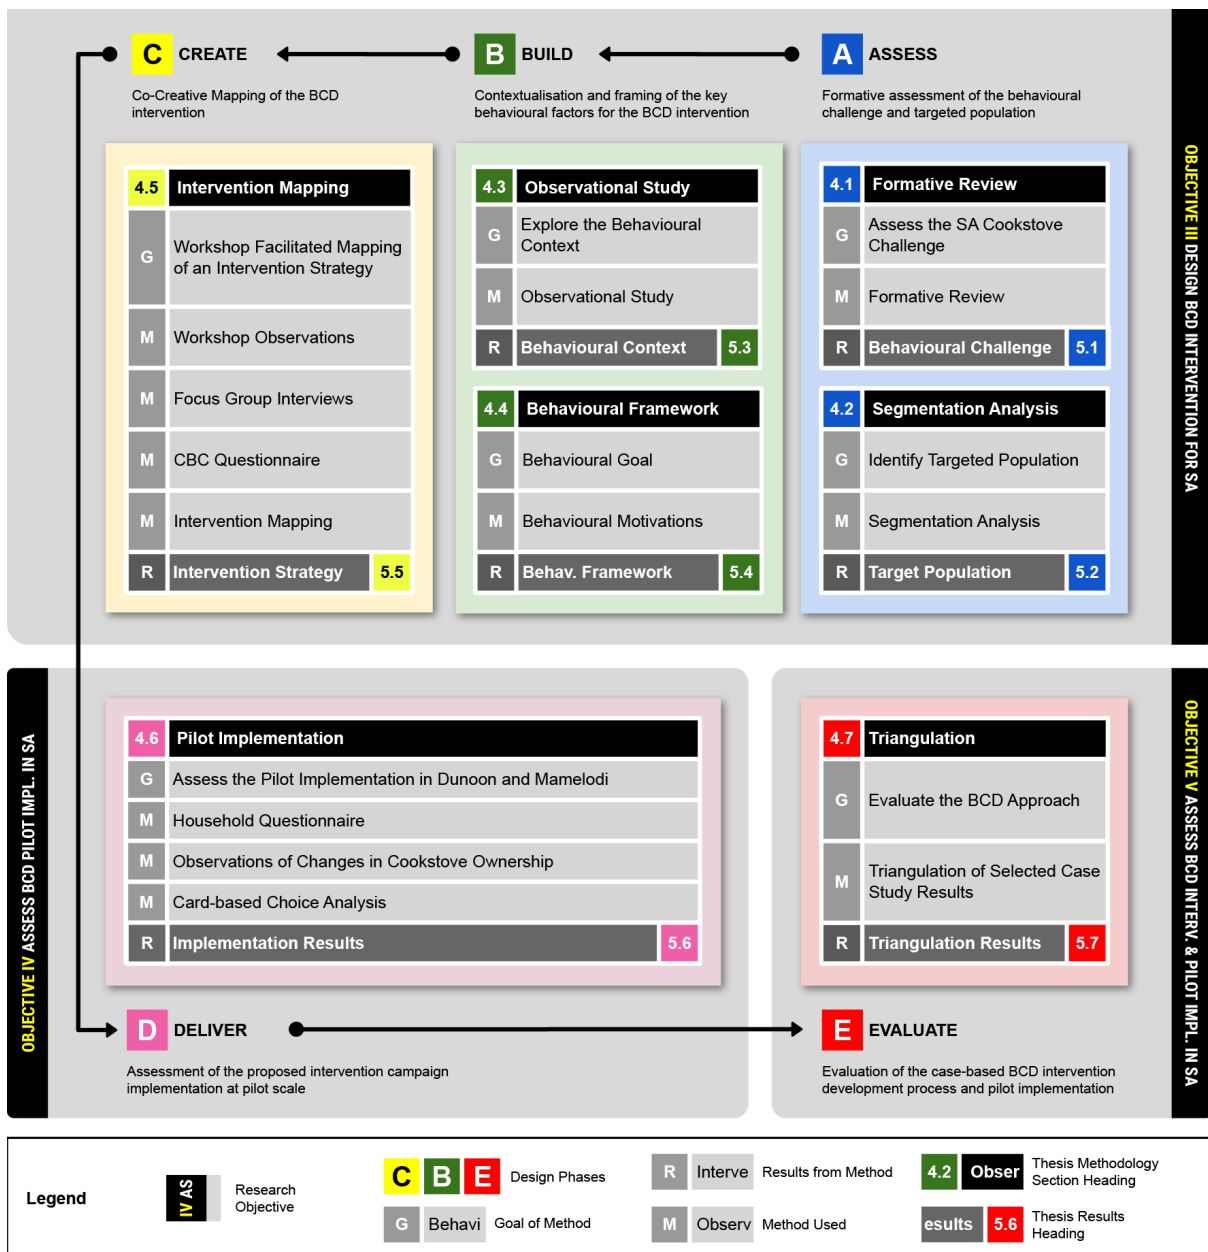 C CREATE
Co-Creative Mapping of the BCD
intervention
B BUILD
Contextualisation and framing of the key
behavioural factors for the BCD intervention
A ASSESS
Formative assessment of the behavioural
challenge and targeted population
4.5 Intervention Mapping
G Workshop Facilitated Mapping
of an Intervention Strategy
M Workshop Observations
M Focus Group Interviews
M CBC Questionnaire
M Intervention Mapping
R Intervention Strategy 5.5
4.3 Observational Study
G Explore the Behavioural
Context
M Observational Study
R Behavioural Context 5.3
4.4 Behavioural Framework
G Behavioural Goal
M Behavioural Motivations
R Behav. Framework 5.4
4.1 Formative Review
G Assess the SA Cookstove
Challenge
M Formative Review
R Behavioural Challenge 5.1
4.2 Segmentation Analysis
G Identify Targeted Population
M Segmentation Analysis
R Target Population 5.2
OBJECTIVE III DESIGN BCD INTERVENTION FOR SA
OBJECTIVE IV ASSESS BCD PILOT IMPL. IN SA
4.6 Pilot Implementation
G Assess the Pilot Implementation in Dunoon and Mamelodi
M Household Questionnaire
M Observations of Changes in Cookstove Ownership
M Card-based Choice Analysis
R Implementation Results 5.6
D DELIVER
Assessment of the proposed intervention campaign
implementation at pilot scale
4.7 Triangulation
G Evaluate the BCD Approach
M Triangulation of Selected Case
Study Results
R Triangulation Results 5.7
E EVALUATE
Evaluation of the case-based BCD intervention
development process and pilot implementation
OBJECTIVE V ASSESS BCD INTERV. & PILOT IMPL. IN SA
Legend
IV AS
Research
Objective
C B E Design Phases
G Behavi Goal of Method
R Interve Results from Method
M Observ Method Used
4.2 Obser
Thesis Methodology
Section Heading
esults 5.6
Thesis Results
Heading